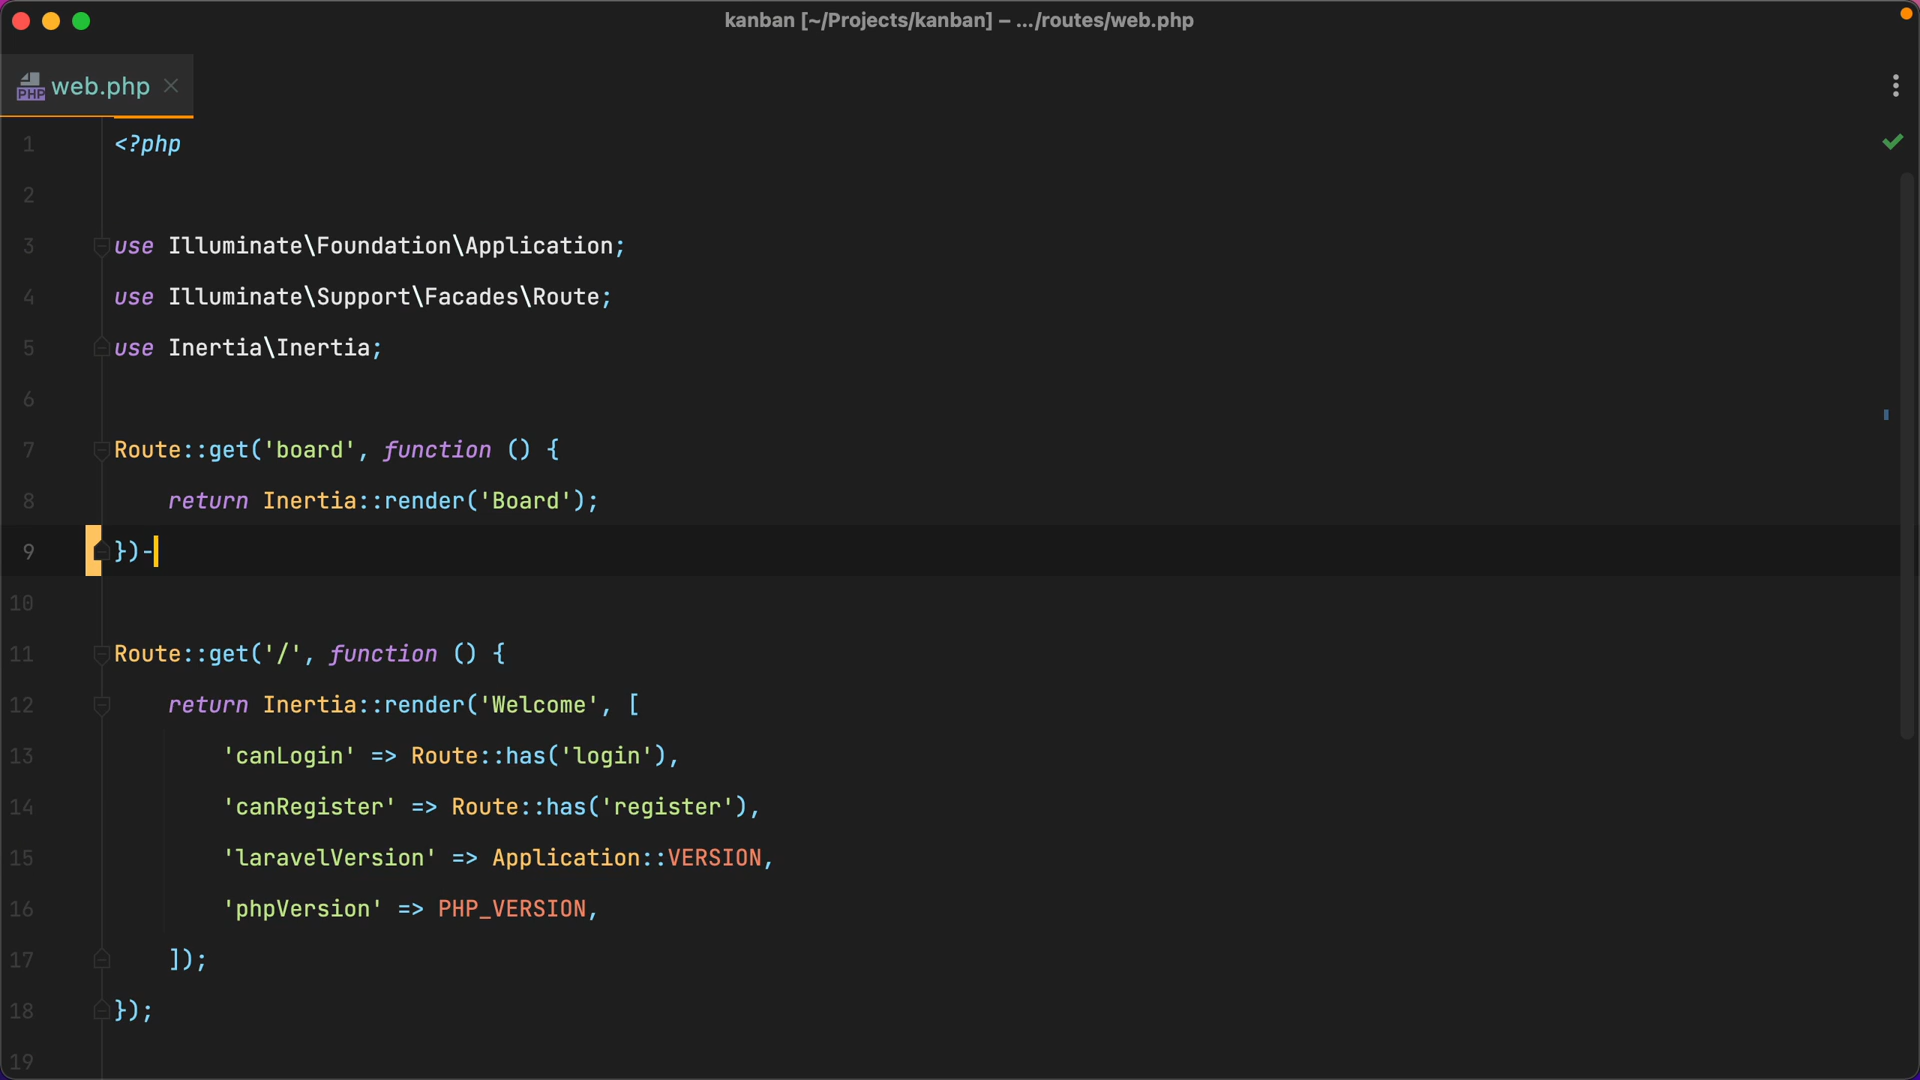 kanban [~/Projects/kanban] – .../routes/web.php
PHP web.php
1 <?php
2
3 use Illuminate\Foundation\Application;
4 use Illuminate\Support\Facades\Route;
5 use Inertia\Inertia;
6
7 Route::get('board', function () {
8     return Inertia::render('Board');
9 })-
10
11 Route::get('/', function () {
12     return Inertia::render('Welcome', [
13         'canLogin' => Route::has('login'),
14         'canRegister' => Route::has('register'),
15         'laravelVersion' => Application::VERSION,
16         'phpVersion' => PHP_VERSION,
17     ]);
18 });
19